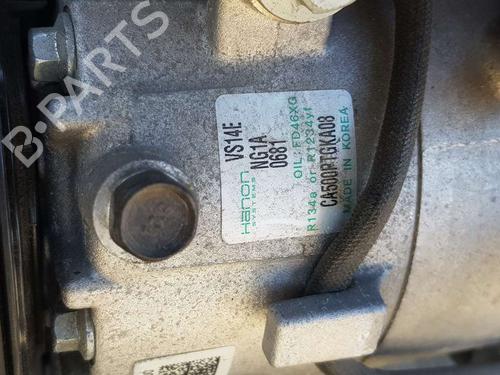 Hanon
SYSTEMS
VS14E
NG1A
0681
OIL: FD46XG
R134a or R1234yf
CA500PTGKA08
MADE IN KOREA
B-PARTS